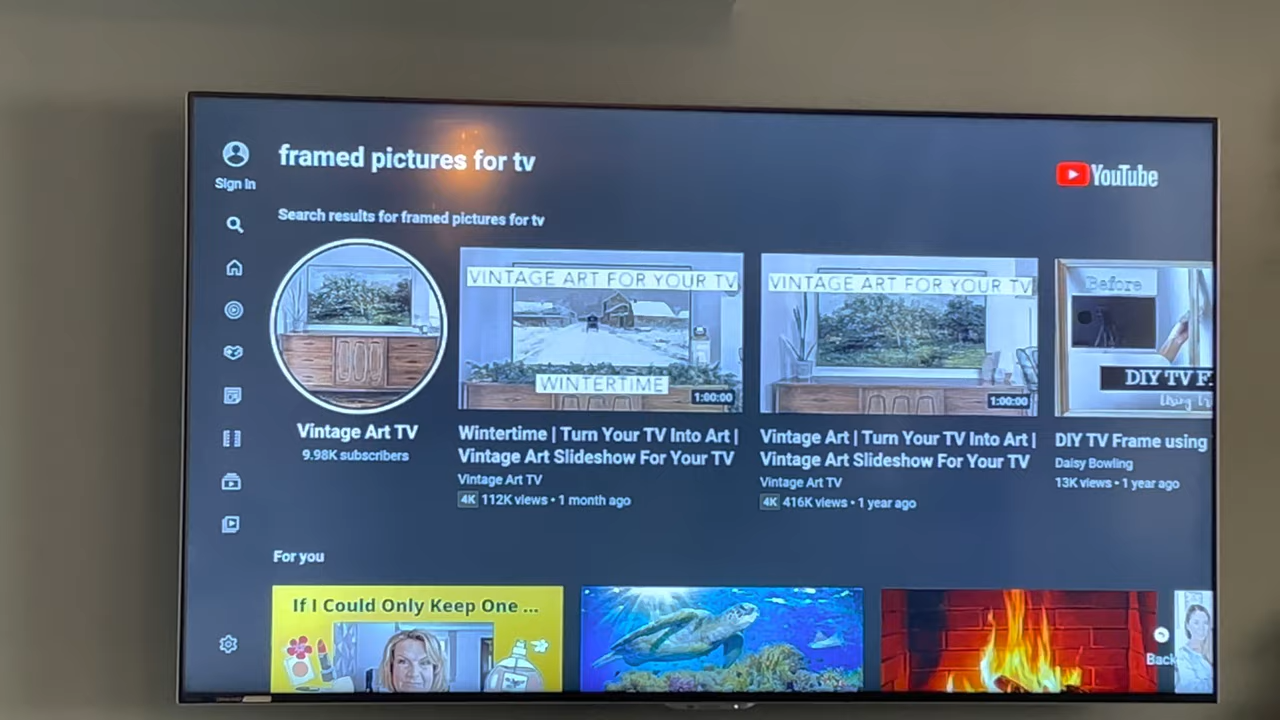 framed pictures for tv
YouTube
Sign in
Search results for framed pictures for tv
VINTAGE ART FOR YOUR TV
WINTERTIME
1:00:00
VINTAGE ART FOR YOUR TV
1:00:00
Before
DIY TV F
Vintage Art TV
9.98K subscribers
Wintertime | Turn Your TV Into Art |
Vintage Art Slideshow For Your TV
Vintage Art TV
4K 112K views • 1 month ago
Vintage Art | Turn Your TV Into Art |
Vintage Art Slideshow For Your TV
Vintage Art TV
4K 416K views • 1 year ago
DIY TV Frame using
Daisy Bowling
13K views • 1 year ago
For you
If I Could Only Keep One ...
Back